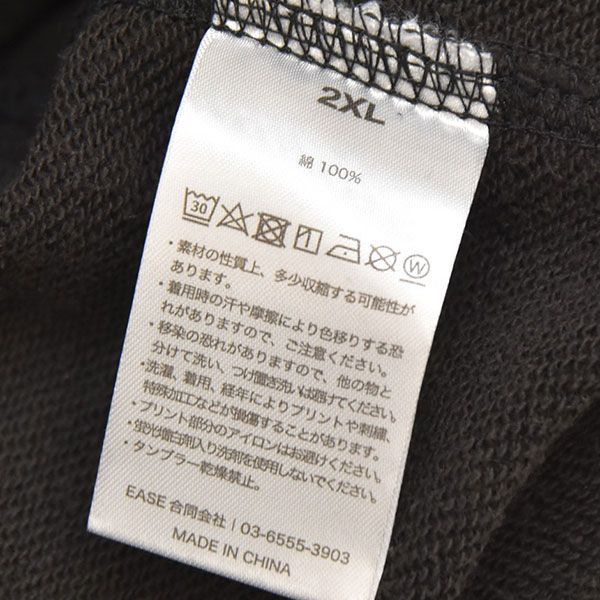 2XL
綿 100%
30
W
・素材の性質上、多少収縮する可能性が
あります。
・着用時の汗や摩擦により色移りする恐
れがありますので、ご注意ください。
・移染の恐れがありますので、他の物と
分けて洗い、つけ置き洗いは避けてください。
・洗濯、着用、経年によりプリントや刺繍、
特殊加工などが損傷することがあります。
・プリント部分のアイロンはお避けください。
・蛍光増白剤入り洗剤を使用しないでください。
・タンブラー乾燥禁止。
EASE 合同会社 | 03-6555-3903
MADE IN CHINA